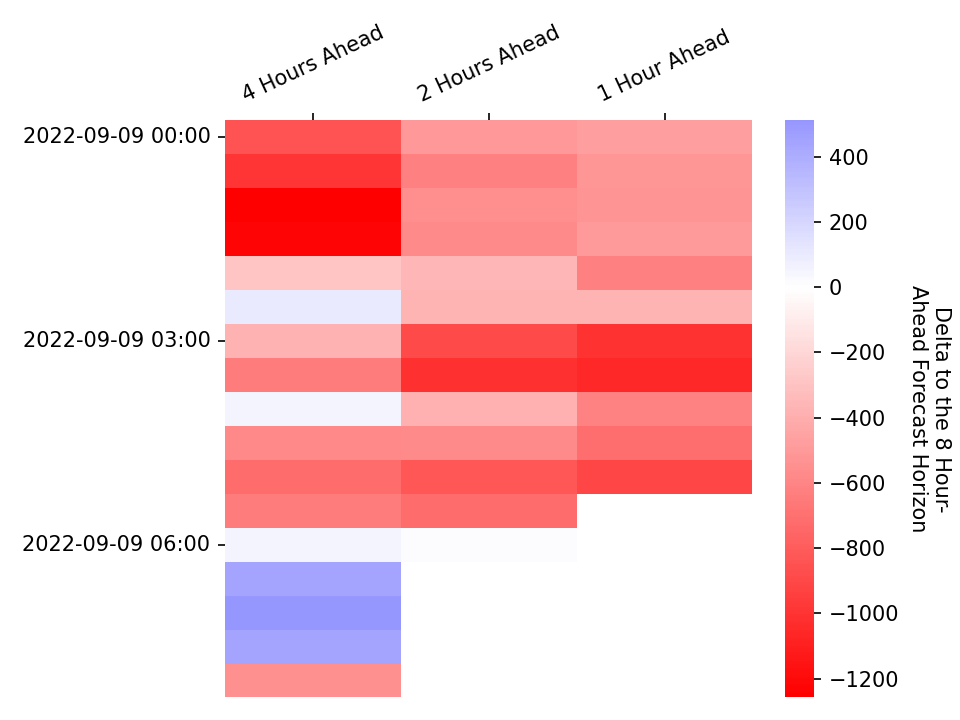 4 Hours Ahead
2 Hours Ahead
1 Hour Ahead
2022-09-09 00:00
2022-09-09 03:00
2022-09-09 06:00
400
200
0
−200
−400
−600
−800
−1000
−1200
Delta to the 8 Hour-
Ahead Forecast Horizon